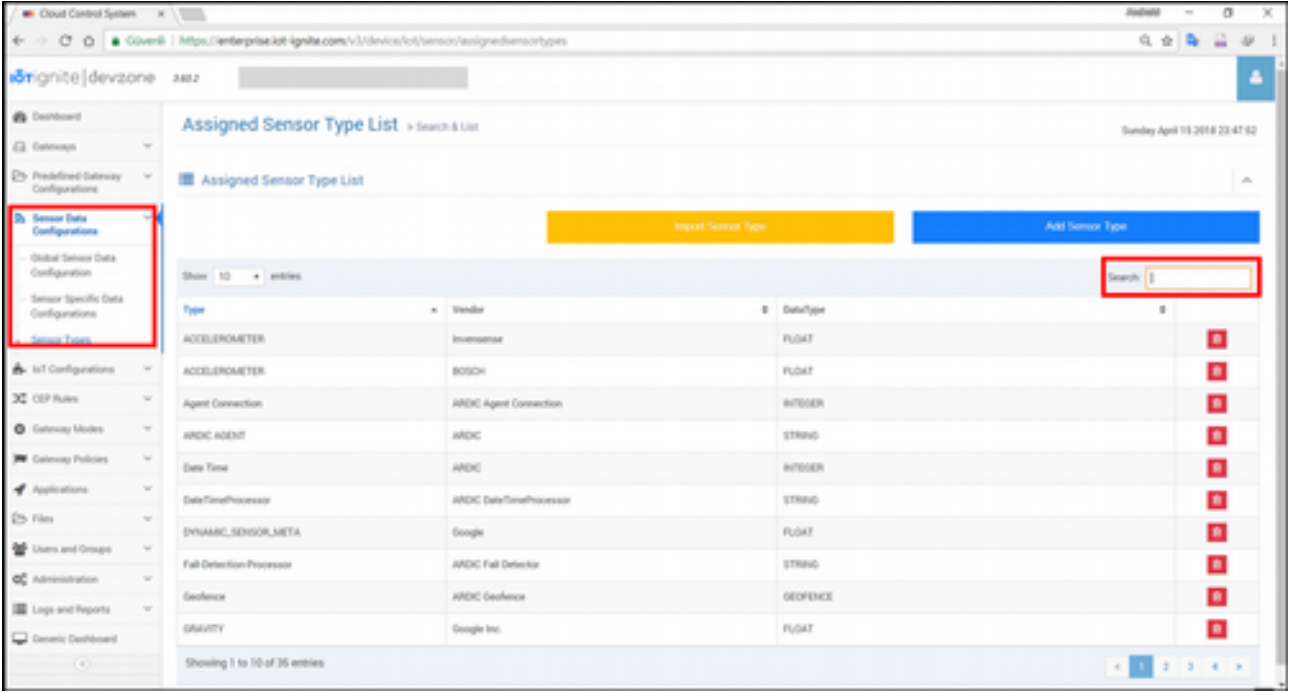 Cloud Control System
Güvenli https://enterprise.iot-ignite.com/v3/device/iot/sensor/assignedsensortypes
iotignite|devzone 3.60.2
Dashboard
Gateways
Predefined Gateway
Configurations
Sensor Data
Configurations
Global Sensor Data
Configuration
Sensor Specific Data
Configurations
Sensor Types
IoT Configurations
CEP Rules
Gateway Modes
Gateway Policies
Applications
Files
Users and Groups
Administration
Logs and Reports
Generic Dashboard
Assigned Sensor Type List » Search & List
Sunday April 15 2018 23:47:52
Assigned Sensor Type List
Import Sensor Type Add Sensor Type
Show 10 entries Search:
Type Vendor DataType
ACCELEROMETER Invensense FLOAT
ACCELEROMETER BOSCH FLOAT
Agent Connection ARDIC Agent Connection INTEGER
ARDIC AGENT ARDIC STRING
Date Time ARDIC INTEGER
DateTimeProcessor ARDIC DateTimeProcessor STRING
DYNAMIC_SENSOR_META Google FLOAT
Fall-Detection-Processor ARDIC Fall Detector STRING
Geofence ARDIC Geofence GEOFENCE
GRAVITY Google Inc. FLOAT
Showing 1 to 10 of 35 entries
< 1 2 3 4 >